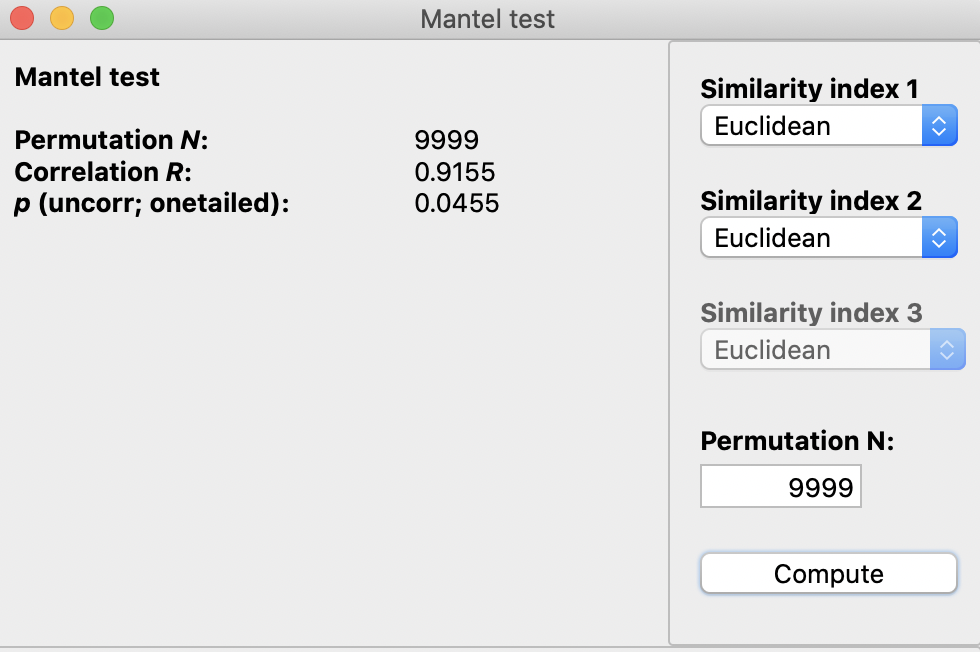 Mantel test
Mantel test
Permutation N: 9999
Correlation R: 0.9155
p (uncorr; onetailed): 0.0455
Similarity index 1
Euclidean
Similarity index 2
Euclidean
Similarity index 3
Euclidean
Permutation N:
9999
Compute